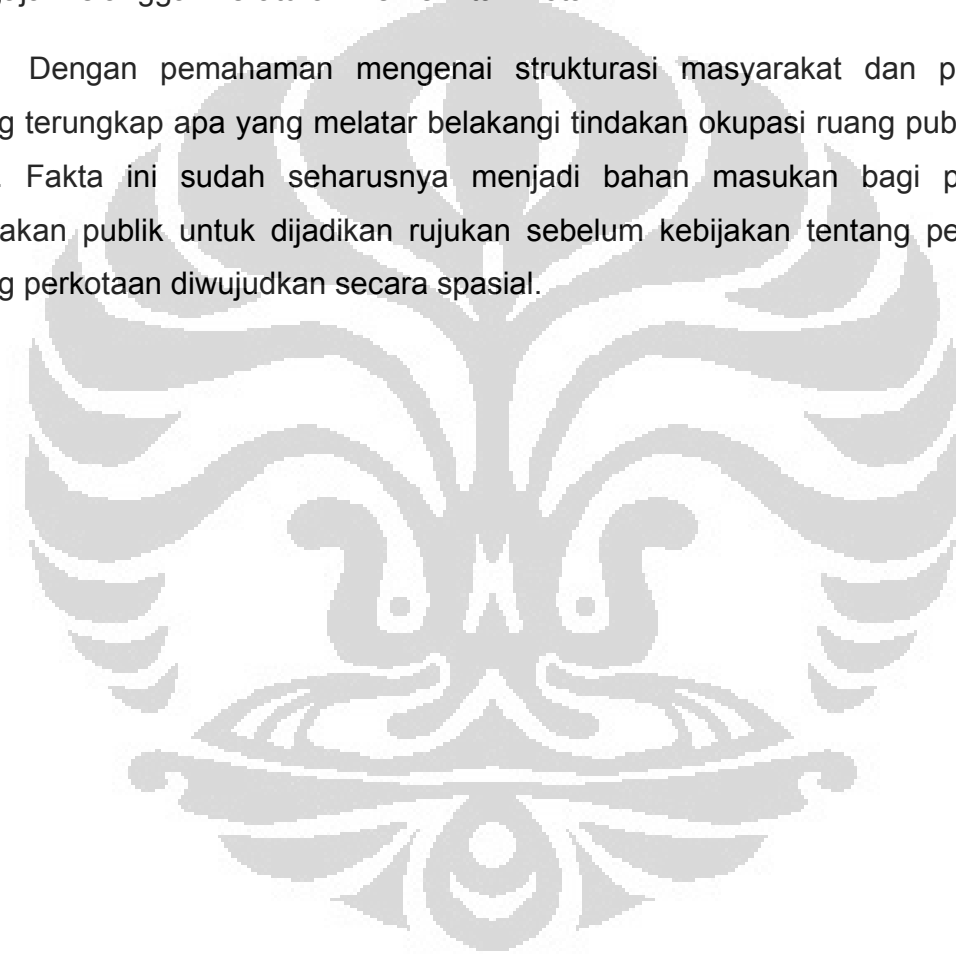 Dengan pemahaman mengenai strukturasi masyarakat dan p
g terungkap apa yang melatar belakangi tindakan okupasi ruang pub
. Fakta ini sudah seharusnya menjadi bahan masukan bagi p
akan publik untuk dijadikan rujukan sebelum kebijakan tentang pe
g perkotaan diwujudkan secara spasial.